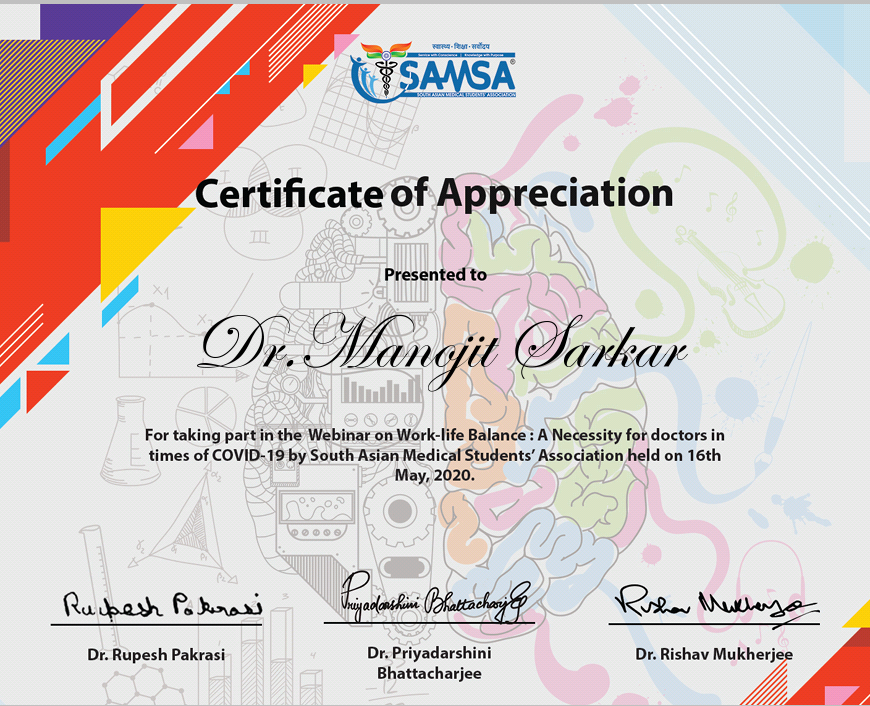 स्वास्थ्य · शिक्षा · सर्वोदय
Service with Conscience | Knowledge with Purpose
SAMSA®
SOUTH ASIAN MEDICAL STUDENTS' ASSOCIATION
Certificate of Appreciation
Presented to
Dr. Manojit Sarkar
For taking part in the Webinar on Work-life Balance : A Necessity for doctors in
times of COVID-19 by South Asian Medical Students’ Association held on 16th
May, 2020.
Rupesh Pakrasi
Priyadarshini Bhattacharjee
Rishav Mukherjee
Dr. Rupesh Pakrasi
Dr. Priyadarshini
Bhattacharjee
Dr. Rishav Mukherjee